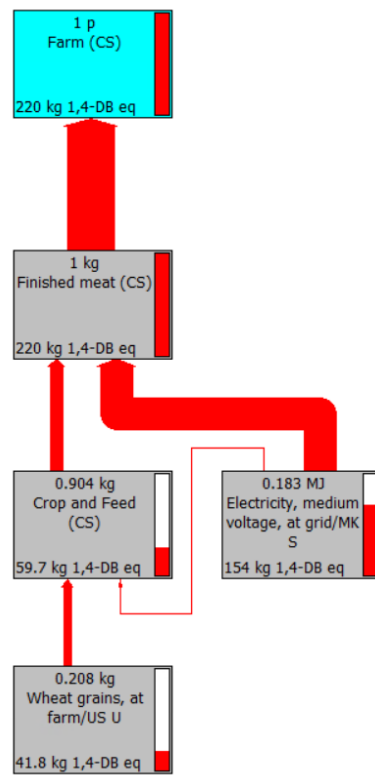 1 p
Farm (CS)
220 kg 1,4-DB eq
1 kg
Finished meat (CS)
220 kg 1,4-DB eq
0.904 kg
Crop and Feed
(CS)
59.7 kg 1,4-DB eq
0.183 MJ
Electricity, medium
voltage, at grid/MK
S
154 kg 1,4-DB eq
0.208 kg
Wheat grains, at
farm/US U
41.8 kg 1,4-DB eq